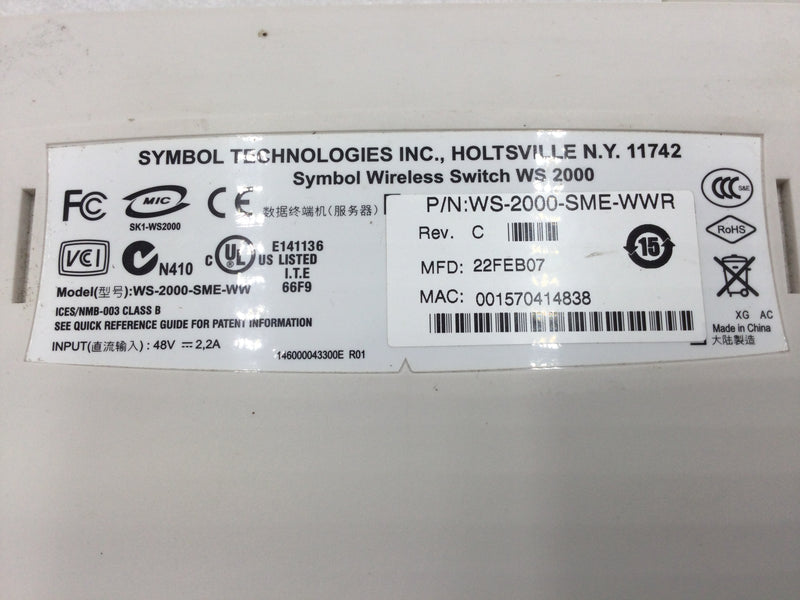 SYMBOL TECHNOLOGIES INC., HOLTSVILLE N.Y. 11742
Symbol Wireless Switch WS 2000
FC
MIC
SK1-WS2000
CE
数据终端机(服务器)
VCI
N410
C UL US LISTED
E141136
I.T.E
66F9
Model(型号):WS-2000-SME-WW
ICES/NMB-003 CLASS B
SEE QUICK REFERENCE GUIDE FOR PATENT INFORMATION
INPUT(直流输入) : 48V ⎓ 2,2A
146000043300E R01
P/N:WS-2000-SME-WWR
Rev. C
15
MFD: 22FEB07
MAC: 001570414838
CCC S&E
RoHS
XG AC
Made in China
大陆製造